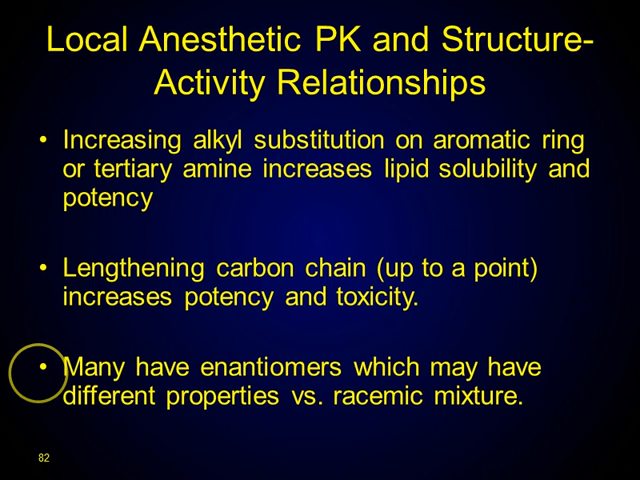 Local Anesthetic PK and Structure-
Activity Relationships
• Increasing alkyl substitution on aromatic ring
or tertiary amine increases lipid solubility and
potency
• Lengthening carbon chain (up to a point)
increases potency and toxicity.
• Many have enantiomers which may have
different properties vs. racemic mixture.
82